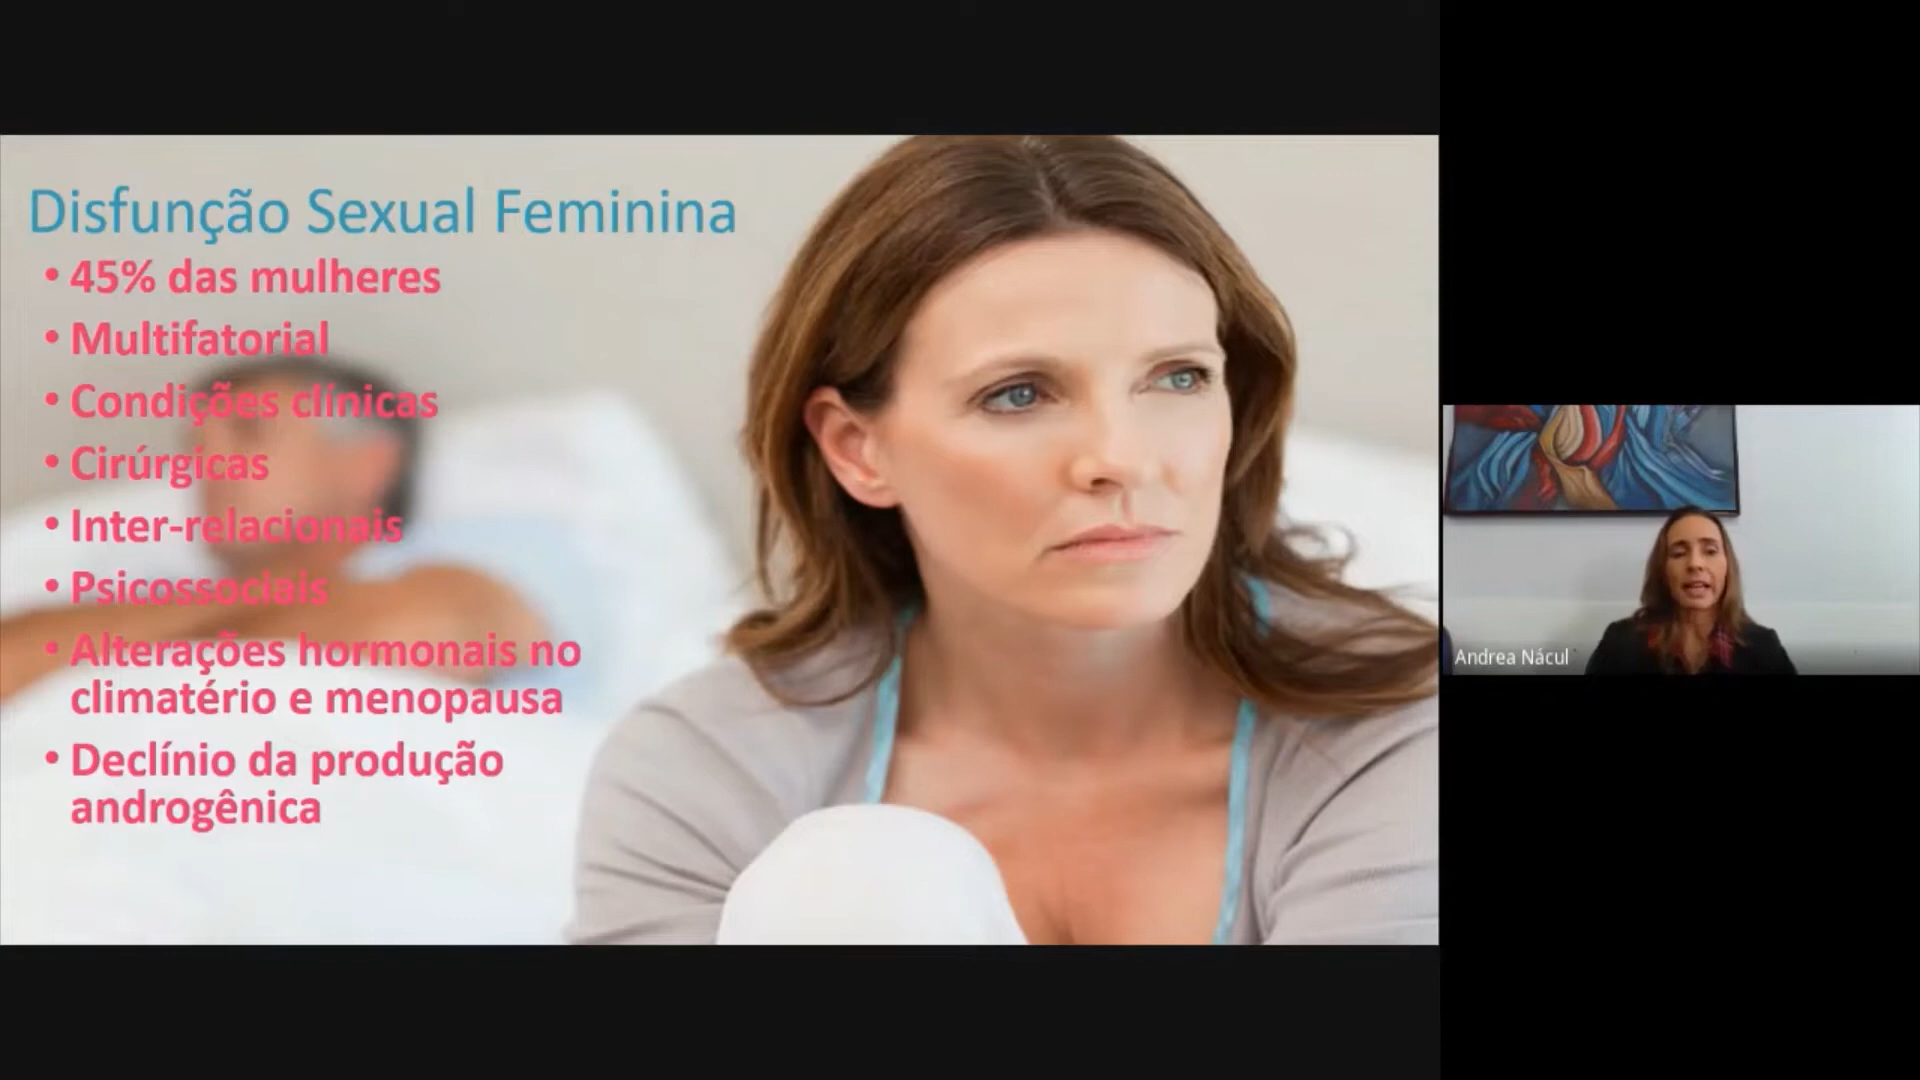 Disfunção Sexual Feminina
• 45% das mulheres
• Multifatorial
• Condições clínicas
• Cirúrgicas
• Inter-relacionais
• Psicossociais
• Alterações hormonais no
climatério e menopausa
• Declínio da produção
androgênica
Andrea Nácul